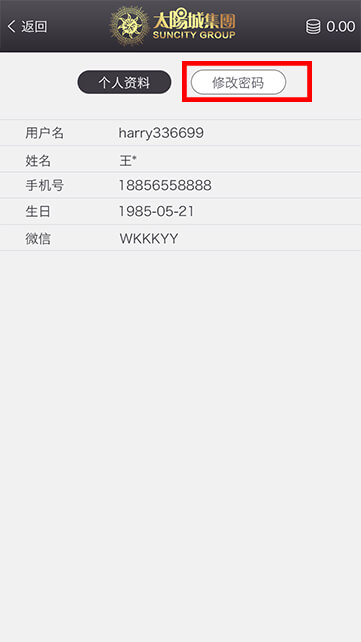 返回
太陽城集團
SUNCITY GROUP
0.00
个人资料 修改密码
用户名 harry336699
姓名 王*
手机号 18856558888
生日 1985-05-21
微信 WKKKYY